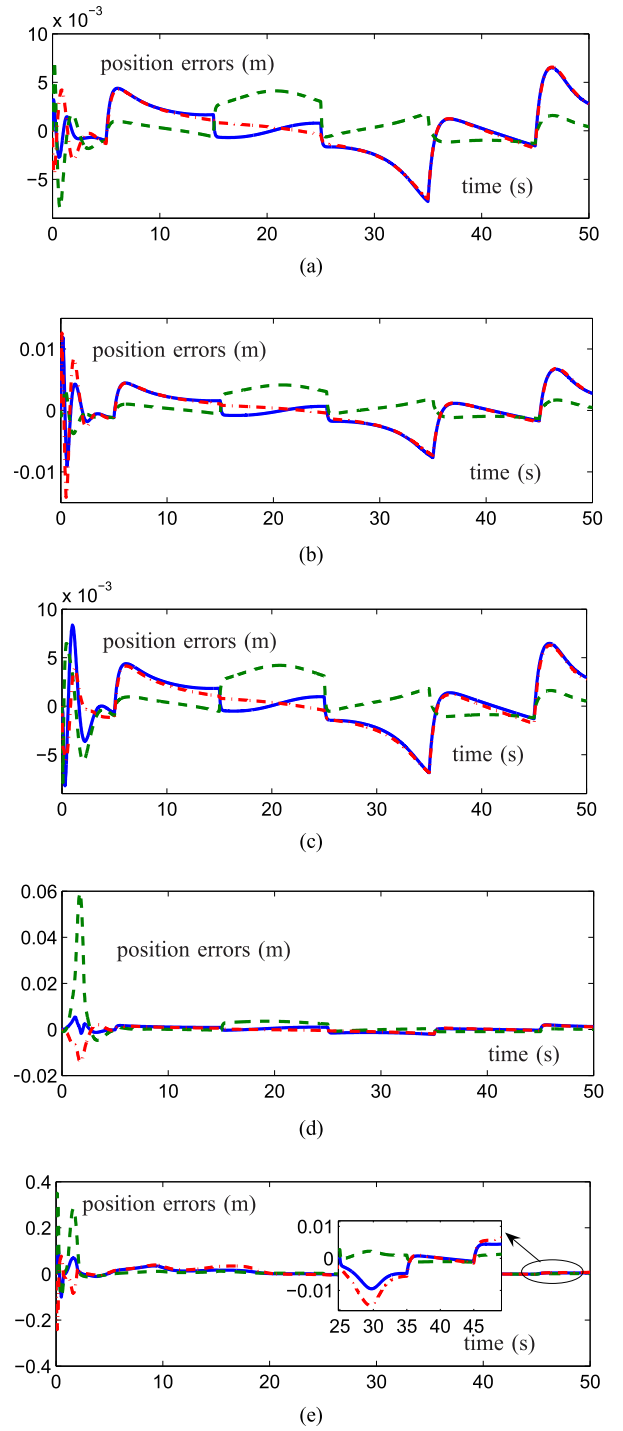 x 10⁻³
10
position errors (m)
5
0
−5
time (s)
0 10 20 30 40 50
(a)
0.01
position errors (m)
0
-0.01
time (s)
0 10 20 30 40 50
(b)
x 10⁻³
10
position errors (m)
5
0
−5
time (s)
0 10 20 30 40 50
(c)
0.06
0.04
position errors (m)
0.02
0
time (s)
-0.02
0 10 20 30 40 50
(d)
0.4
position errors (m)
0.2
0.01
0
−0.01
0
25 30 35 40 45
−0.2
time (s)
−0.4
0 10 20 30 40 50
(e)